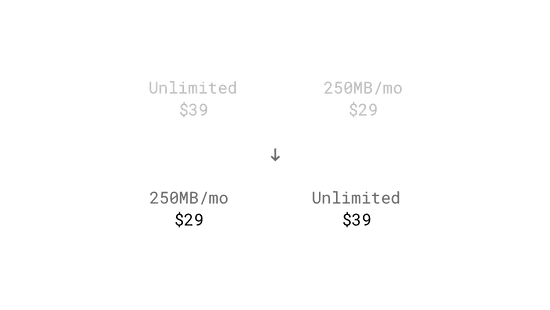 Unlimited 250MB/mo
$39 $29
↓
250MB/mo Unlimited
$29 $39